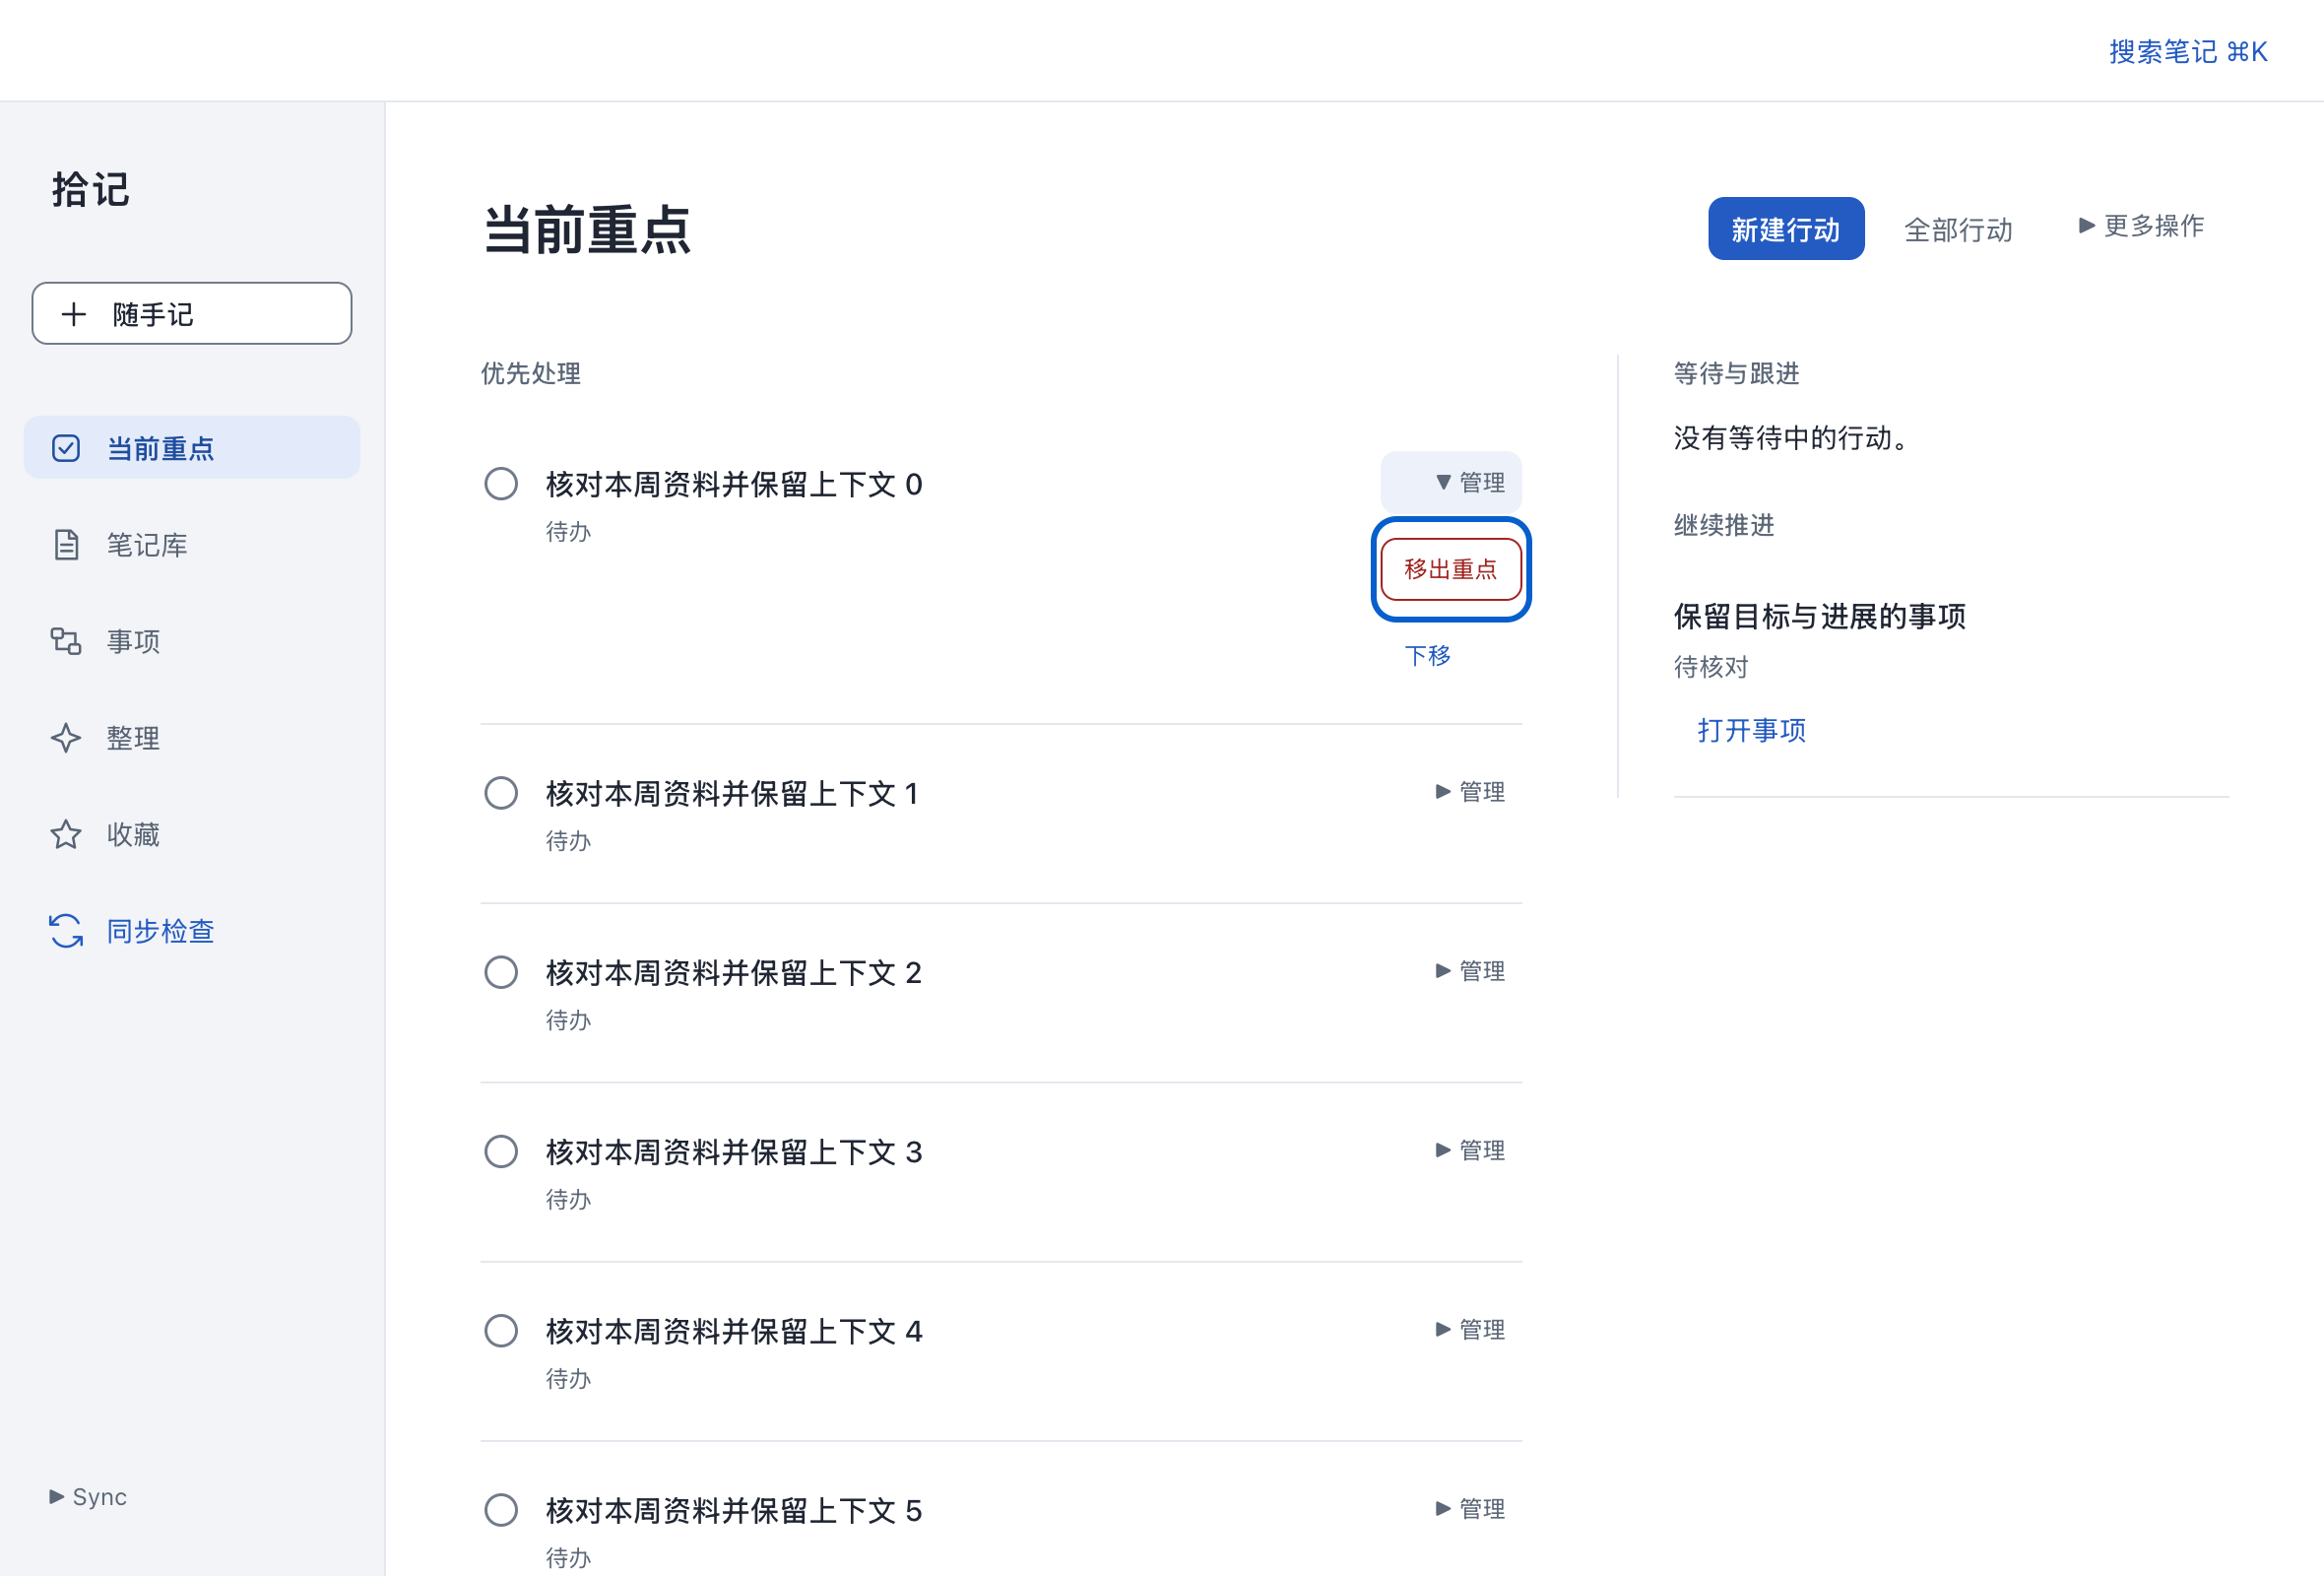 搜索笔记 ⌘K
拾记
随手记
当前重点
笔记库
事项
整理
收藏
同步检查
Sync
当前重点
新建行动
全部行动
更多操作
优先处理
核对本周资料并保留上下文 0
待办
管理
移出重点
下移
核对本周资料并保留上下文 1
待办
管理
核对本周资料并保留上下文 2
待办
管理
核对本周资料并保留上下文 3
待办
管理
核对本周资料并保留上下文 4
待办
管理
核对本周资料并保留上下文 5
待办
管理
等待与跟进
没有等待中的行动。
继续推进
保留目标与进展的事项
待核对
打开事项